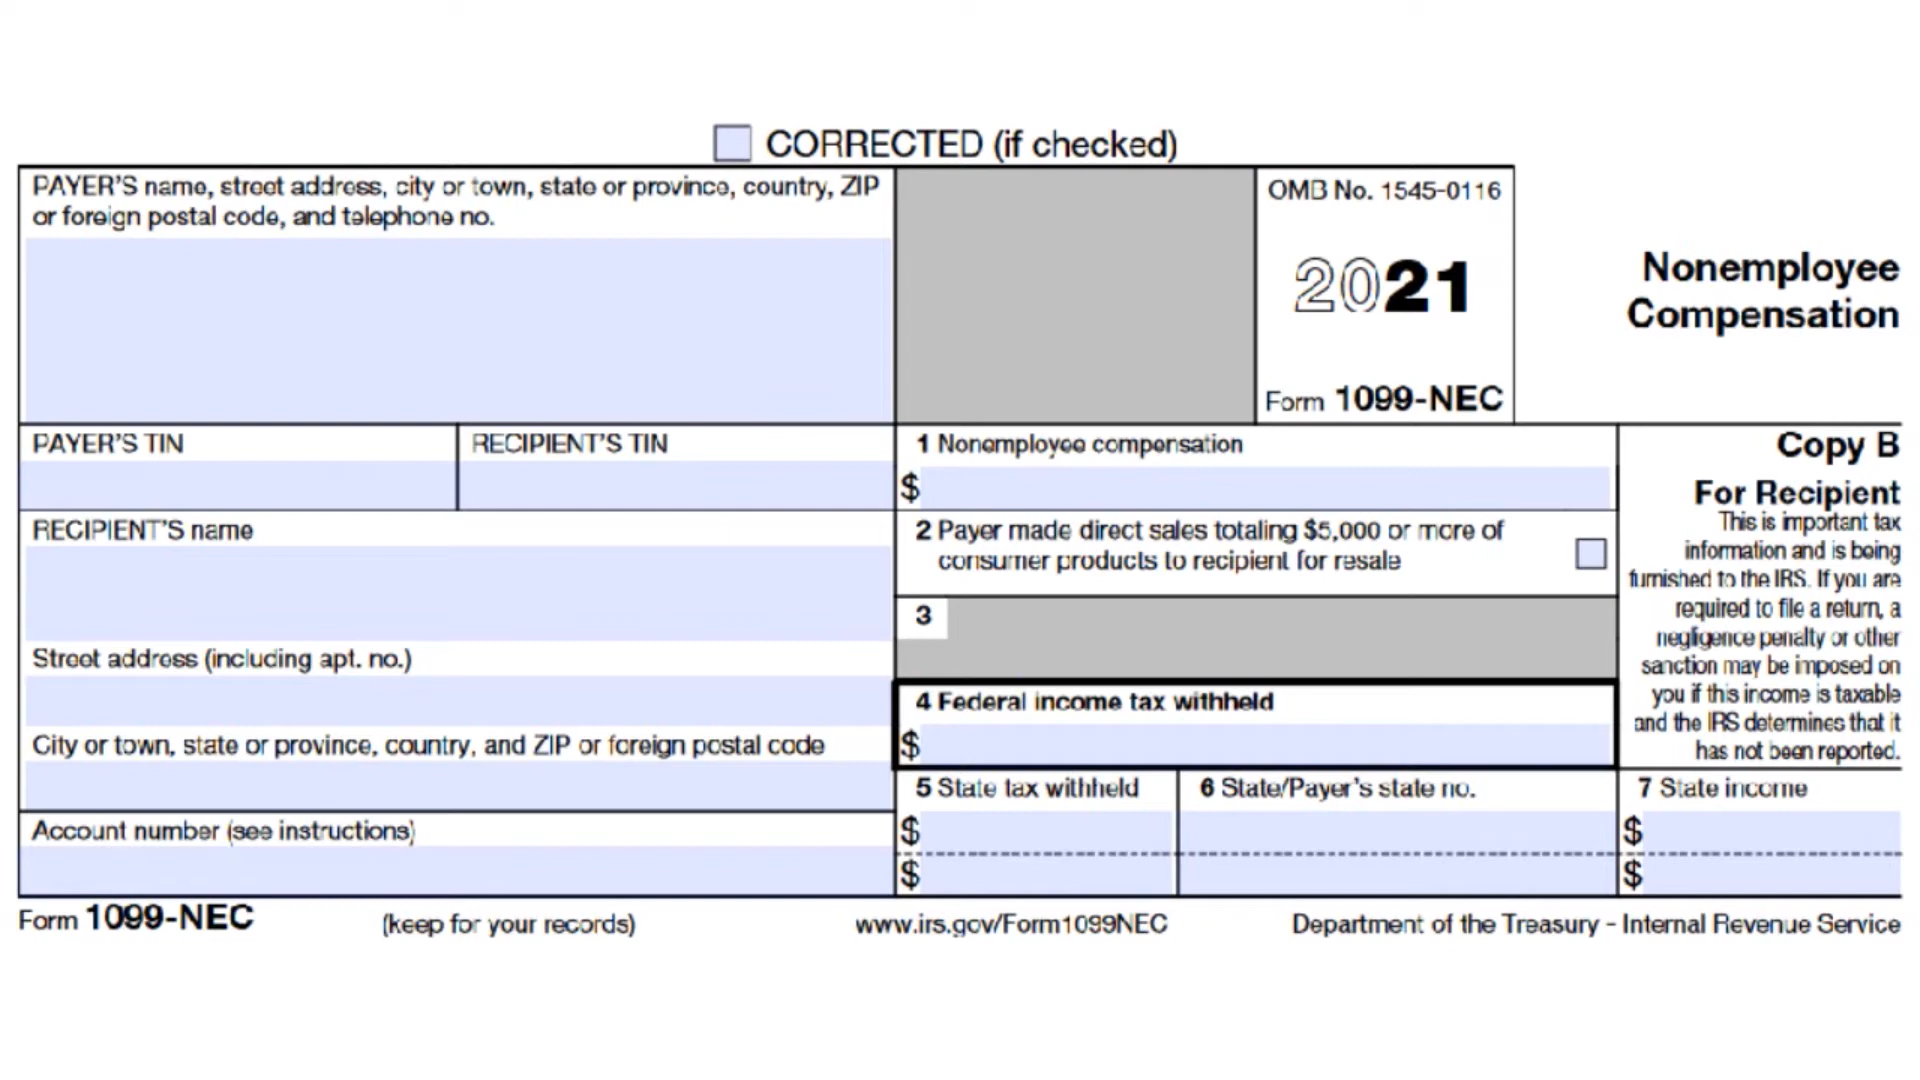 CORRECTED (if checked)
PAYER'S name, street address, city or town, state or province, country, ZIP
or foreign postal code, and telephone no.
OMB No. 1545-0116
2021
Form 1099-NEC
Nonemployee
Compensation
PAYER'S TIN
RECIPIENT'S TIN
1 Nonemployee compensation
$
Copy B
For Recipient
This is important tax
information and is being
furnished to the IRS. If you are
required to file a return, a
negligence penalty or other
sanction may be imposed on
you if this income is taxable
and the IRS determines that it
has not been reported.
RECIPIENT'S name
2 Payer made direct sales totaling $5,000 or more of
consumer products to recipient for resale
3
Street address (including apt. no.)
4 Federal income tax withheld
$
City or town, state or province, country, and ZIP or foreign postal code
5 State tax withheld
$
$
6 State/Payer's state no.
7 State income
$
$
Account number (see instructions)
Form 1099-NEC
(keep for your records)
www.irs.gov/Form1099NEC
Department of the Treasury - Internal Revenue Service